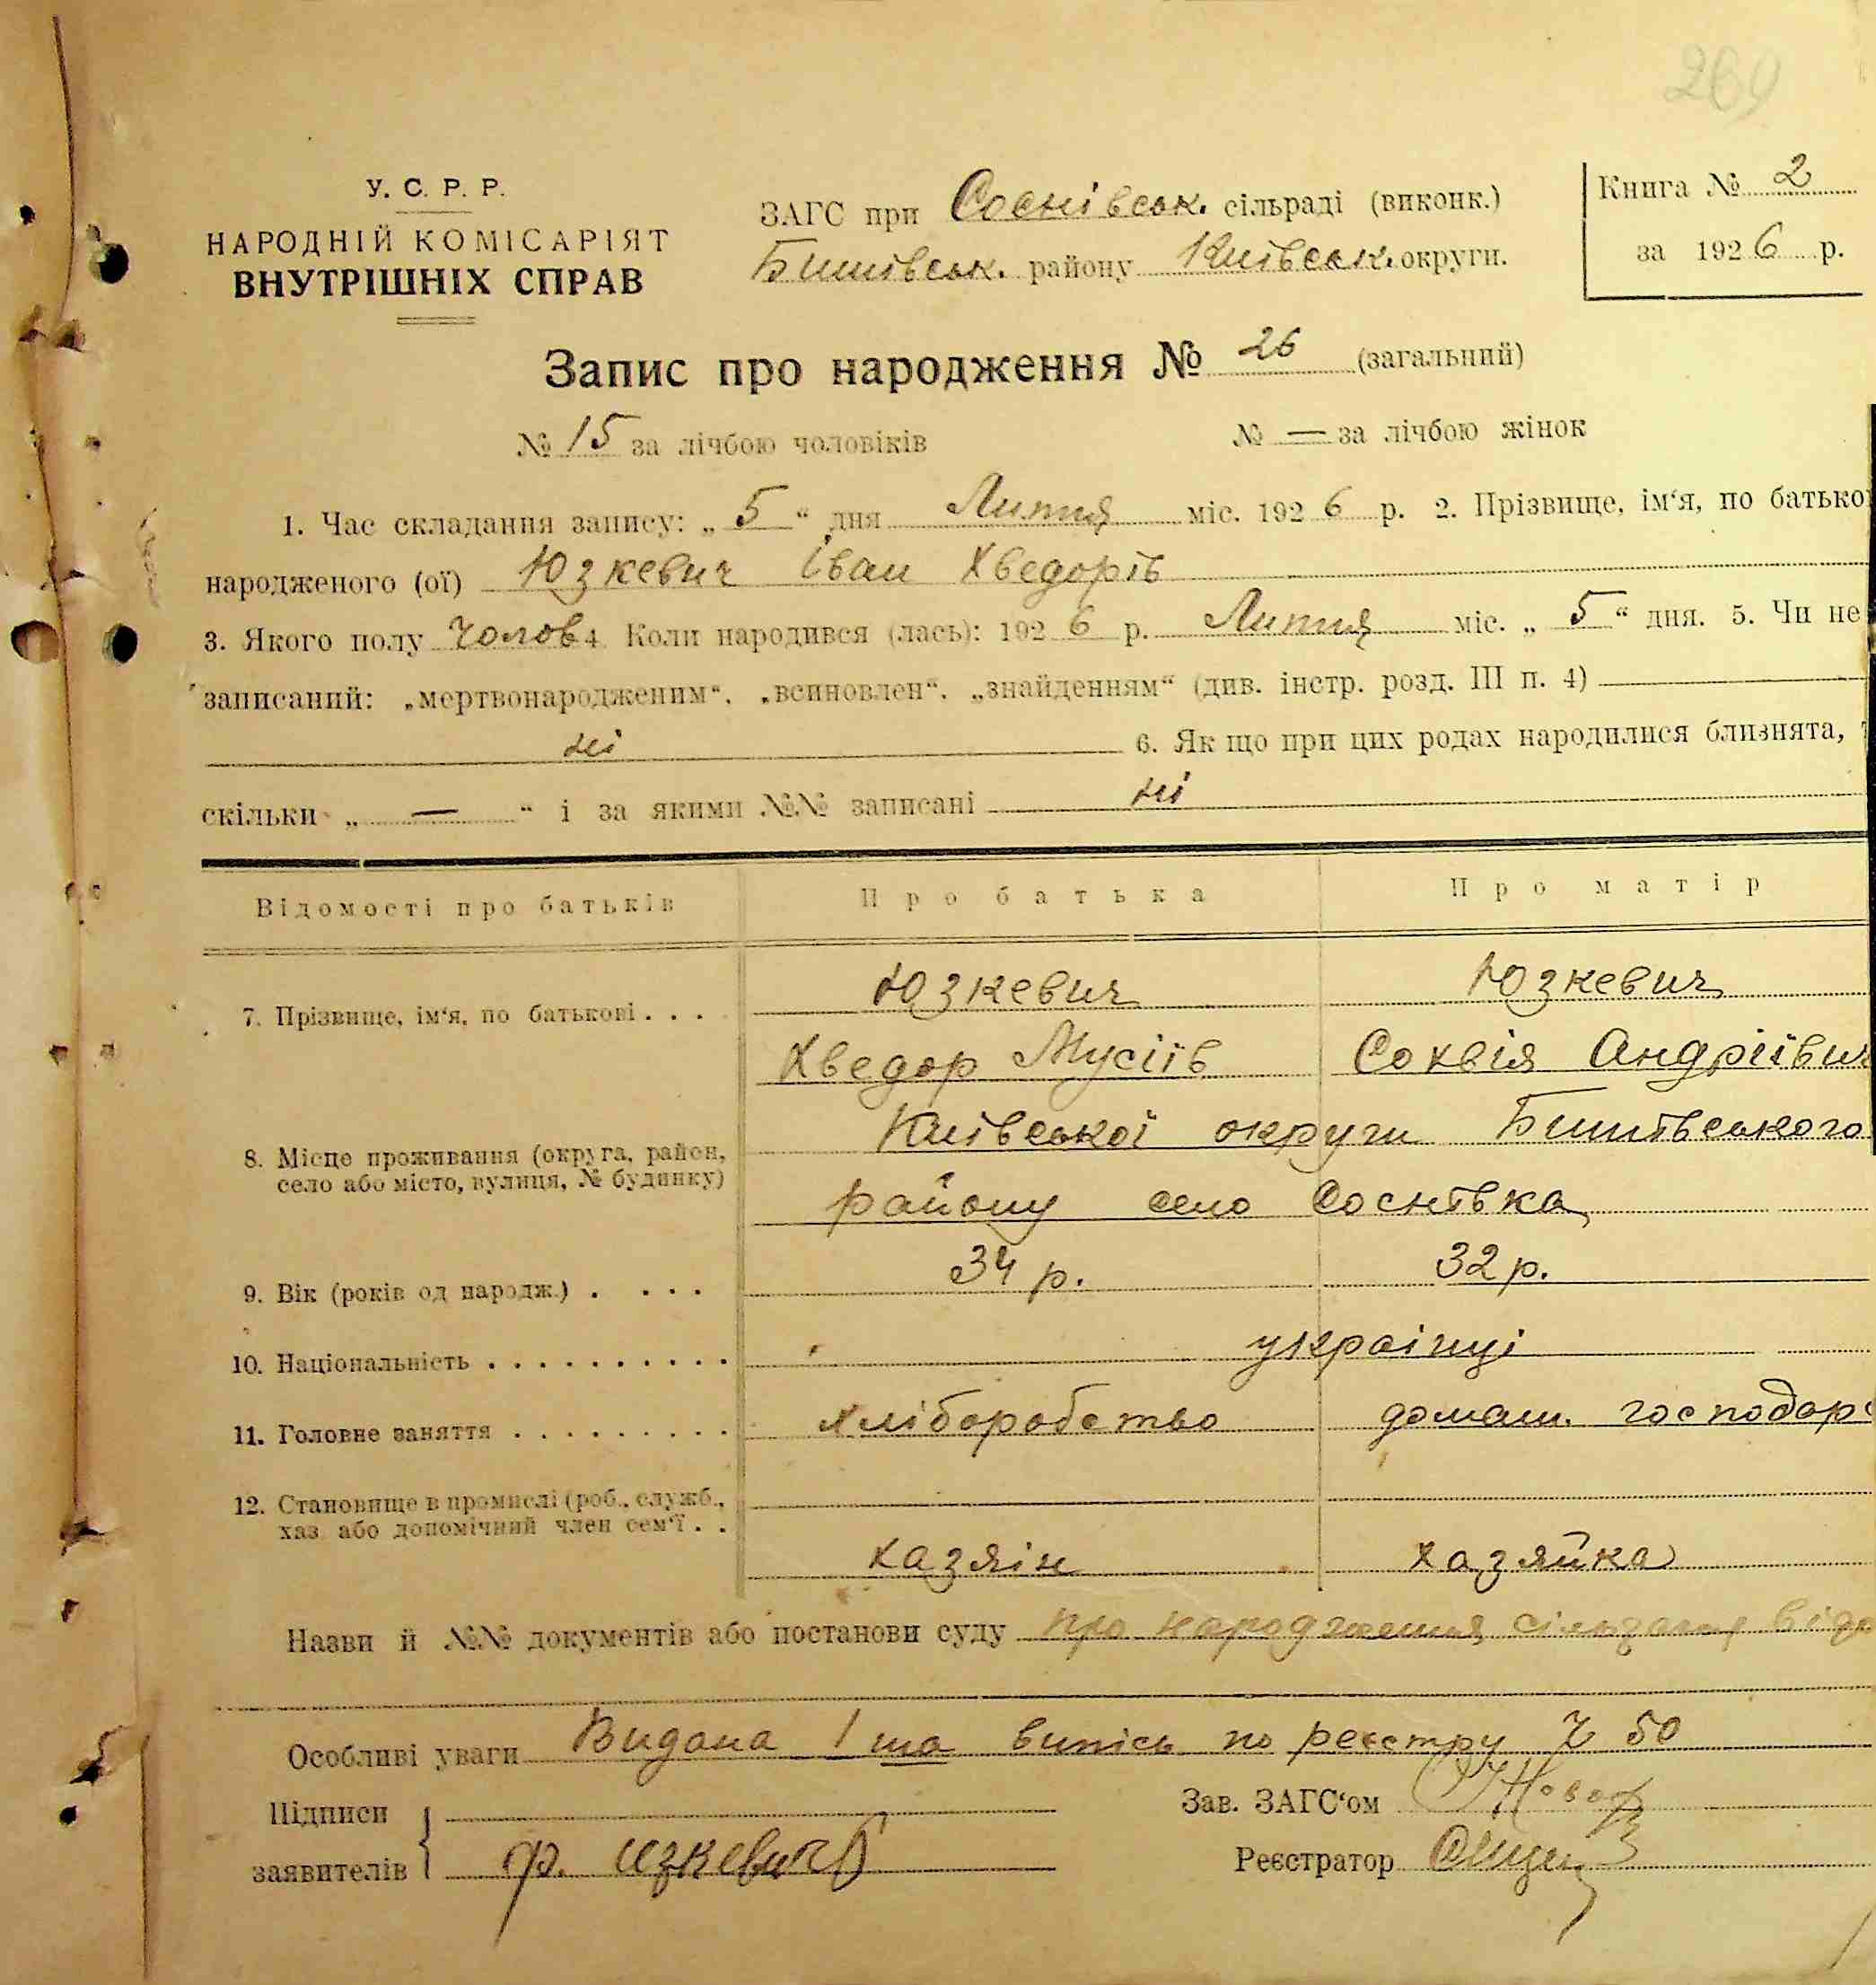 269
У. С. Р. Р.
НАРОДНІЙ КОМІСАРІЯТ
ВНУТРІШНІХ СПРАВ
ЗАГС при Соснівськ. сільраді (виконк.)
Бишівськ. району Київськ. округи.
Книга № 2
за 1926 р.
Запис про народження № 26 (загальний)
№ 15 за лічбою чоловіків № — за лічбою жінок
1. Час складання запису: „ 5 “ дня Липня міс. 1926 р. 2. Прізвище, ім‘я, по батько
народженого (ої) Юзкевич Іван Хведорів
3. Якого полу Чолов 4. Коли народився (лась): 1926 р. Липня міс. „ 5 “ дня. 5. Чи не
записаний: „мертвонародженим“, „всиновлен“, „знайденням“ (див. інстр. розд. III п. 4)
ні 6. Як що при цих родах народилися близнята,
скільки „ — “ і за якими №№ записані ні
Відомості про батьків Про батька Про матір
7. Прізвище, ім‘я, по батькові . . . Юзкевич Юзкевич
Хведор Мусіїв Сохвія Андріївич
8. Місце проживання (округа, район, село або місто, вулиця, № будинку) Київської округи Бишівського
району село Соснівка
9. Вік (років од народж.) . . . . 34 р. 32 р.
10. Національність . . . . . . . . . . українці
11. Головне заняття . . . . . . . . . хліборобство домаш. господар
12. Становище в промислі (роб., служб.,
хаз. або допомічний член сем‘ї . .
хазяін хазяйка
Назви й №№ документів або постанови суду про народження
Особливі уваги Видана 1 ша випісь по реєстру Ч 50
Підписи
заявителів
Зав. ЗАГС‘ом
Реєстратор